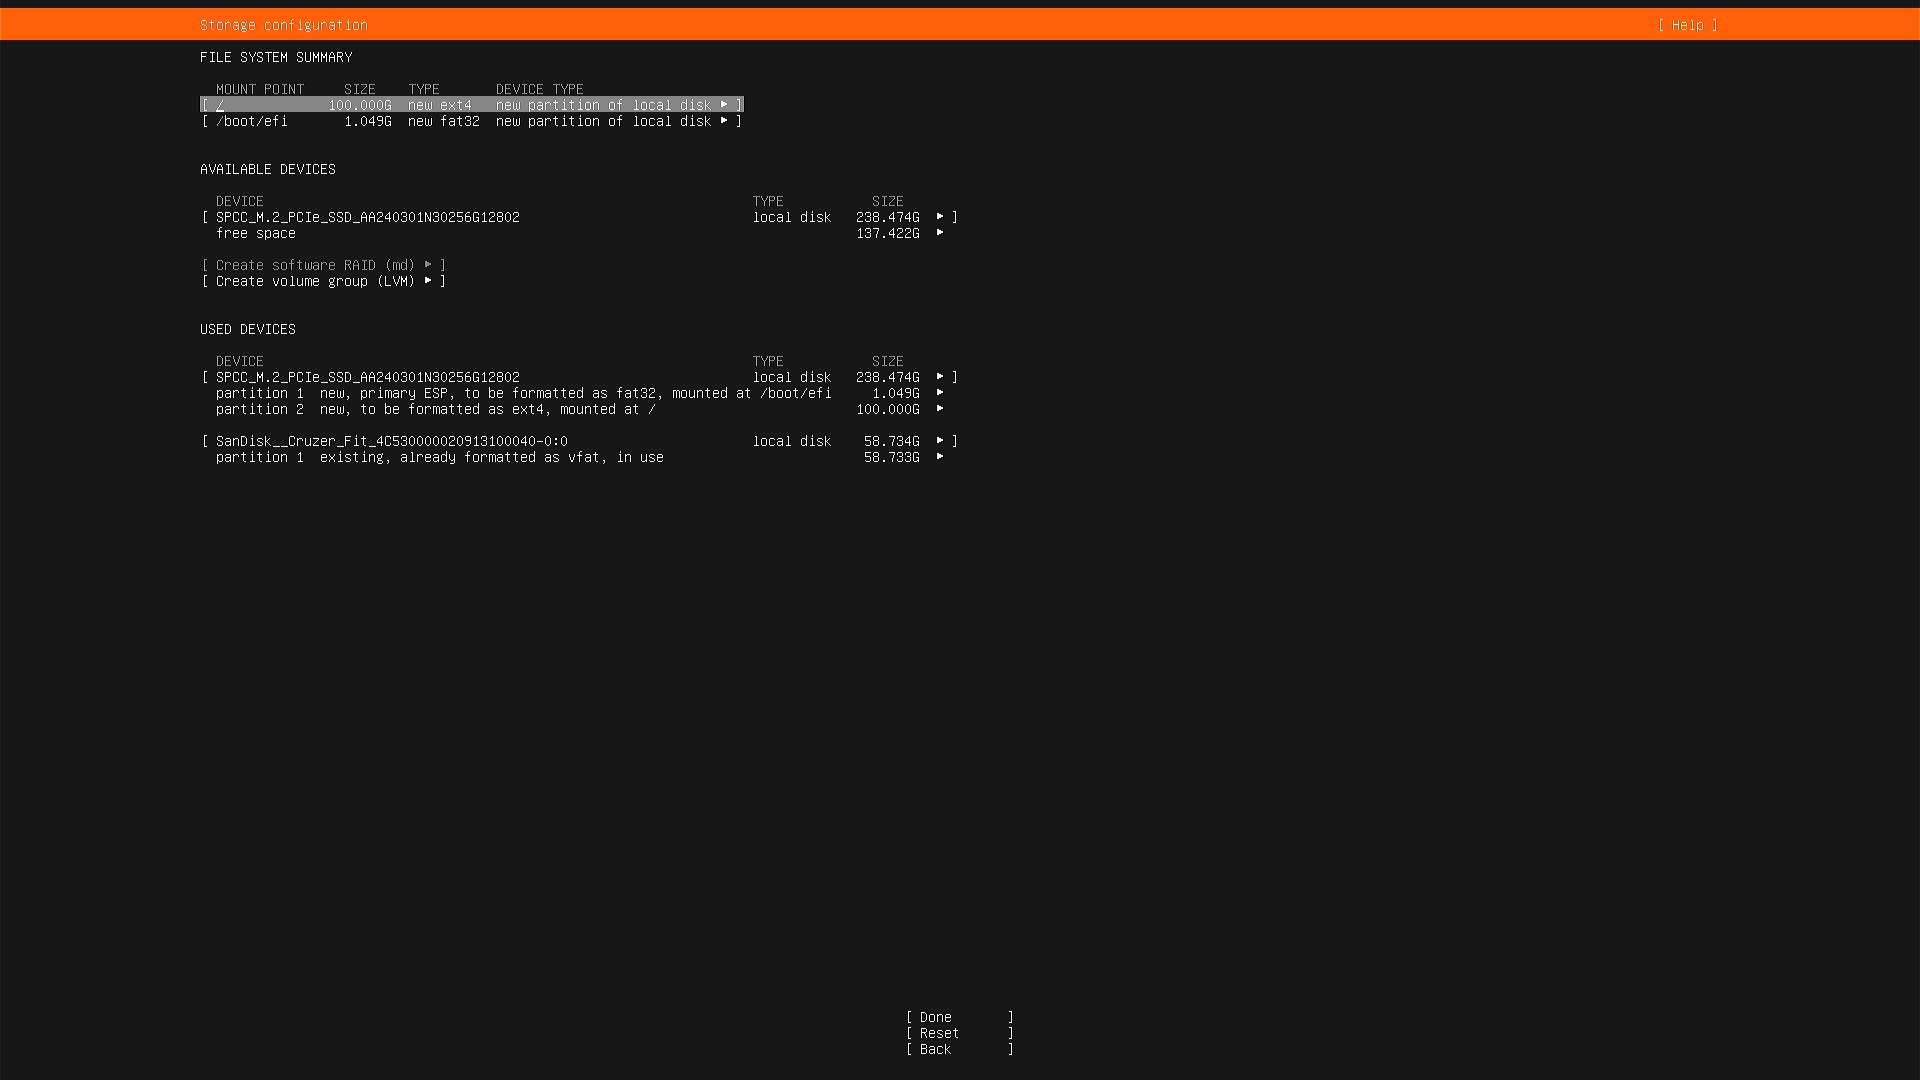 Storage configuration [ Help ]
FILE SYSTEM SUMMARY
MOUNT POINT SIZE TYPE DEVICE TYPE
[ / 100.000G new ext4 new partition of local disk ▸ ]
[ /boot/efi 1.049G new fat32 new partition of local disk ▸ ]
AVAILABLE DEVICES
DEVICE TYPE SIZE
[ SPCC_M.2_PCIe_SSD_AA240301N30256G12802 local disk 238.474G ▸ ]
free space 137.422G ▸
[ Create software RAID (md) ▸ ]
[ Create volume group (LVM) ▸ ]
USED DEVICES
DEVICE TYPE SIZE
[ SPCC_M.2_PCIe_SSD_AA240301N30256G12802 local disk 238.474G ▸ ]
partition 1 new, primary ESP, to be formatted as fat32, mounted at /boot/efi 1.049G ▸
partition 2 new, to be formatted as ext4, mounted at / 100.000G ▸
[ SanDisk__Cruzer_Fit_4C530000020913100040-0:0 local disk 58.734G ▸ ]
partition 1 existing, already formatted as vfat, in use 58.733G ▸
[ Done ]
[ Reset ]
[ Back ]